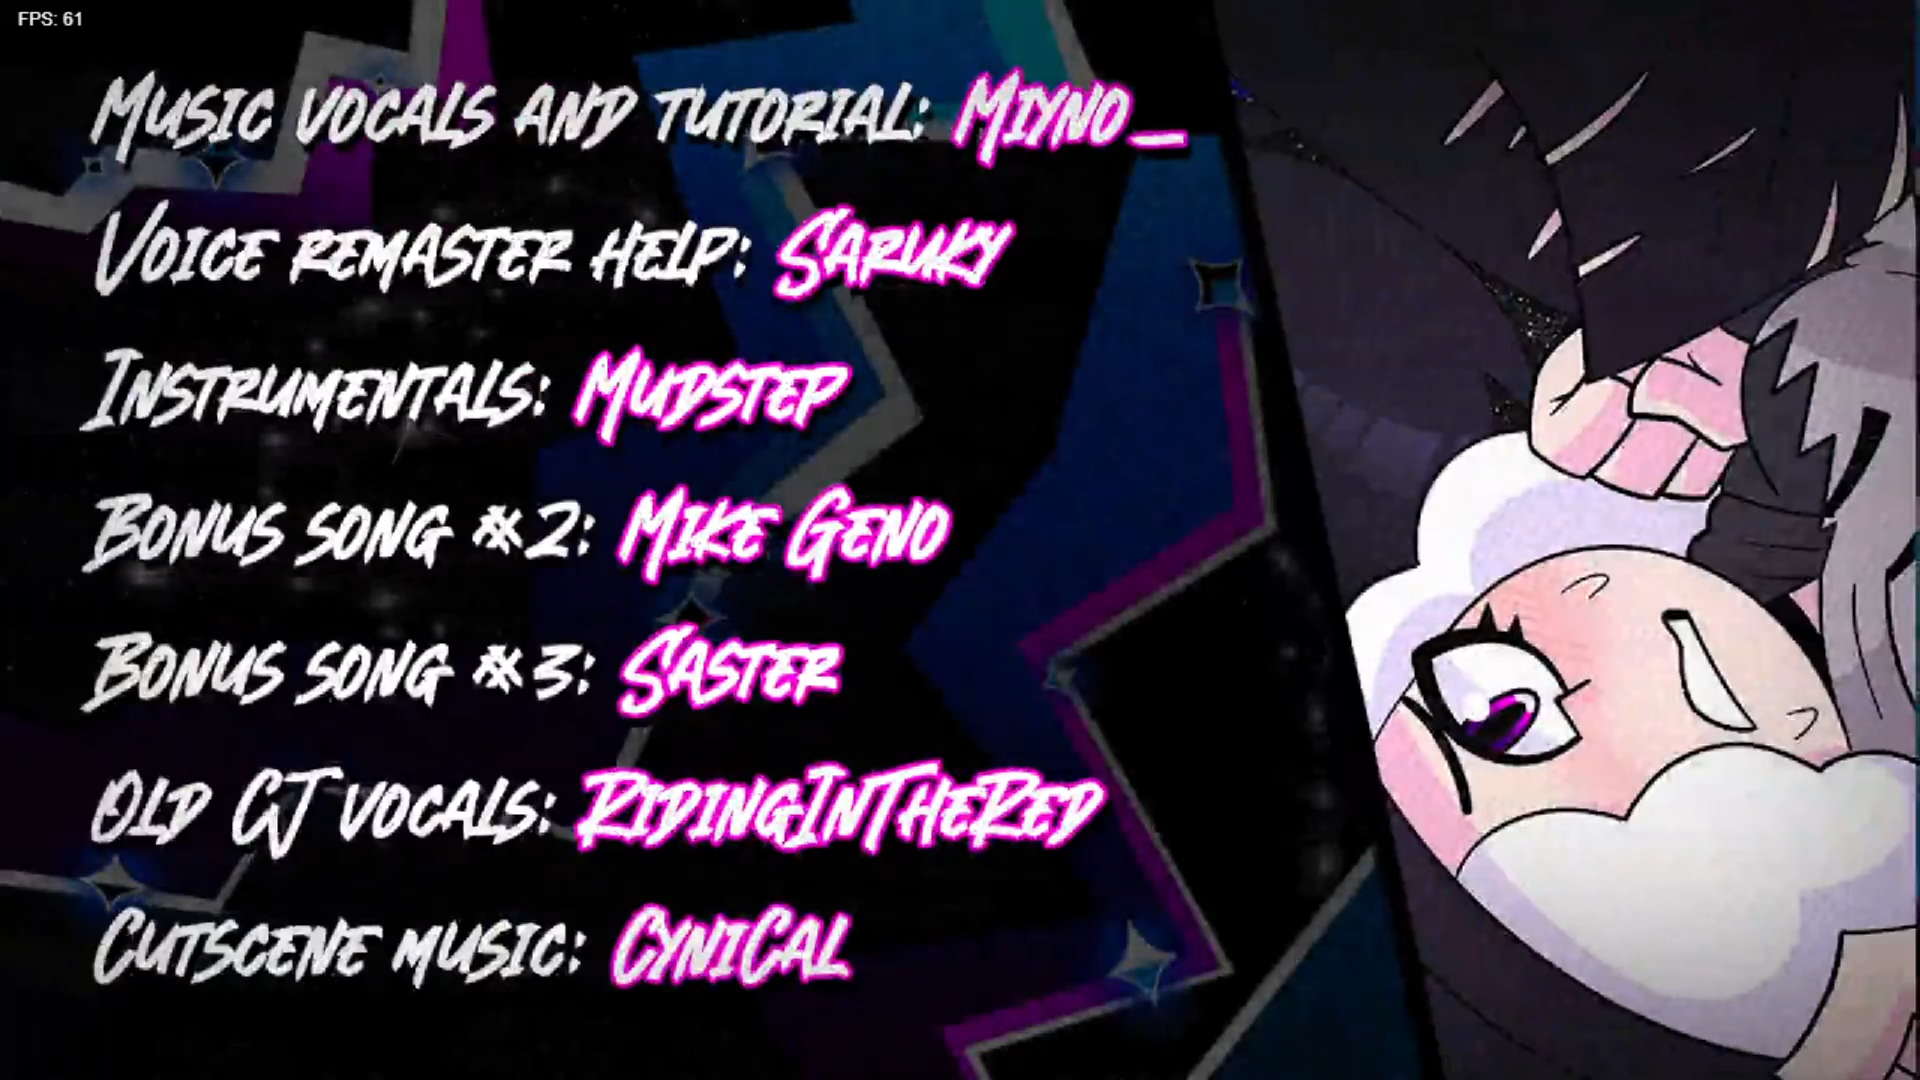 FPS: 61
Music vocals and tutorial: Miyno_
Voice remaster help: Saruky
Instrumentals: Mudstep
Bonus song #2: Mike Geno
Bonus song #3: Saster
Old CJ vocals: RidingInTheRed
Cutscene music: CyniCal